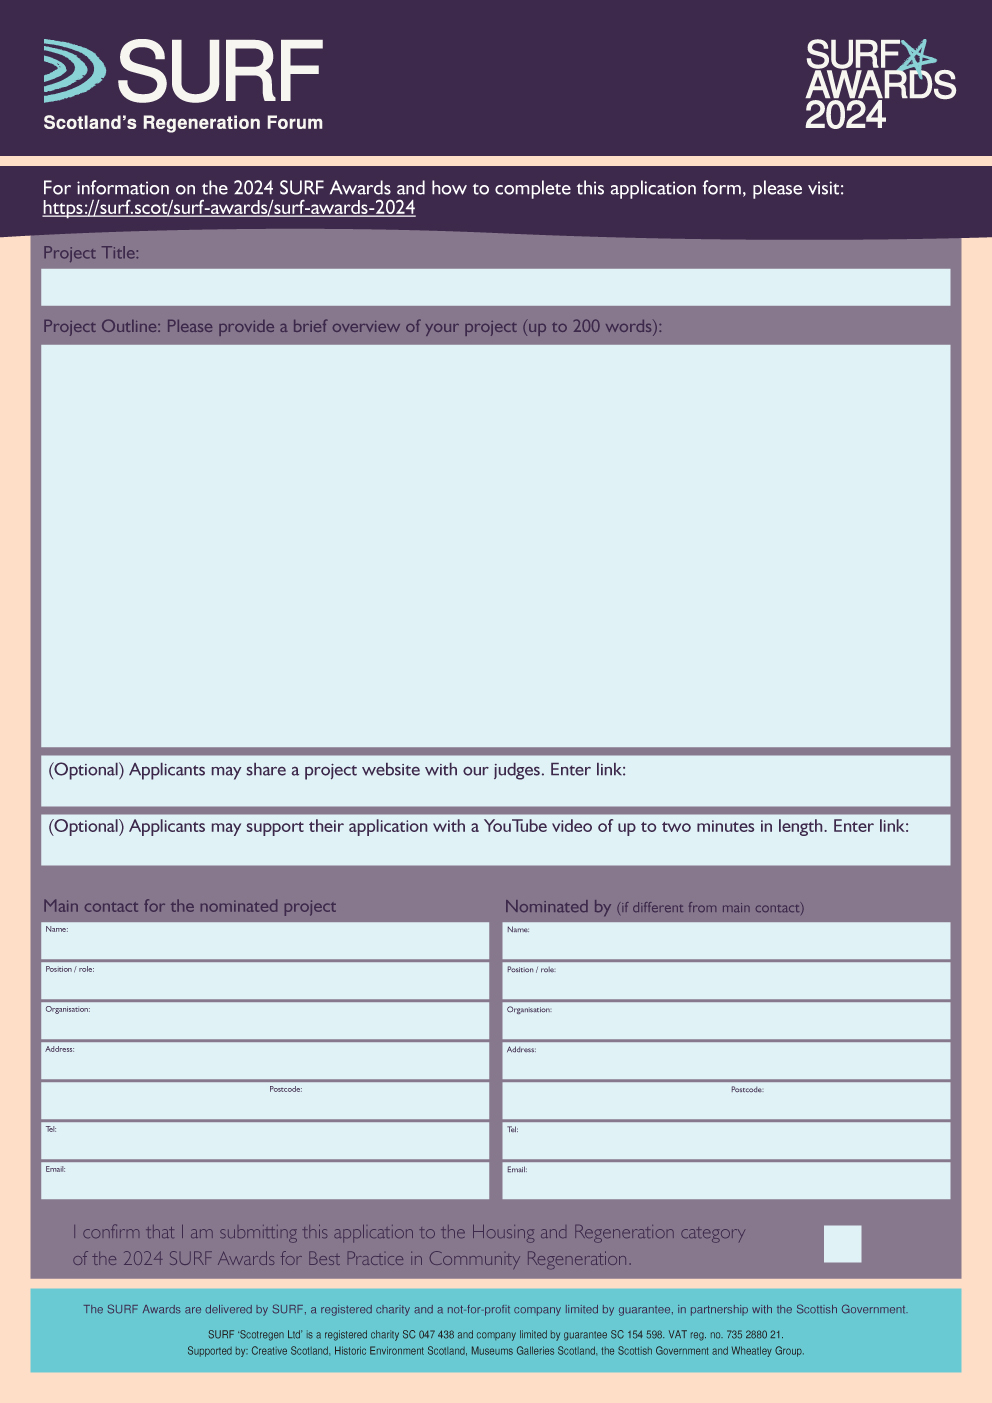 SURF
Scotland's Regeneration Forum
SURF
AWARDS
2024
For information on the 2024 SURF Awards and how to complete this application form, please visit:
https://surf.scot/surf-awards/surf-awards-2024
Project Title:
Project Outline: Please provide a brief overview of your project (up to 200 words):
(Optional) Applicants may share a project website with our judges. Enter link:
(Optional) Applicants may support their application with a YouTube video of up to two minutes in length. Enter link:
Main contact for the nominated project
Name:
Position / role:
Organisation:
Address:
Postcode:
Tel:
Email:
Nominated by (if different from main contact)
Name:
Position / role:
Organisation:
Address:
Postcode:
Tel:
Email:
I confirm that I am submitting this application to the Housing and Regeneration category
of the 2024 SURF Awards for Best Practice in Community Regeneration.
The SURF Awards are delivered by SURF, a registered charity and a not-for-profit company limited by guarantee, in partnership with the Scottish Government.
SURF 'Scotregen Ltd' is a registered charity SC 047 438 and company limited by guarantee SC 154 598. VAT reg. no. 735 2880 21.
Supported by: Creative Scotland, Historic Environment Scotland, Museums Galleries Scotland, the Scottish Government and Wheatley Group.